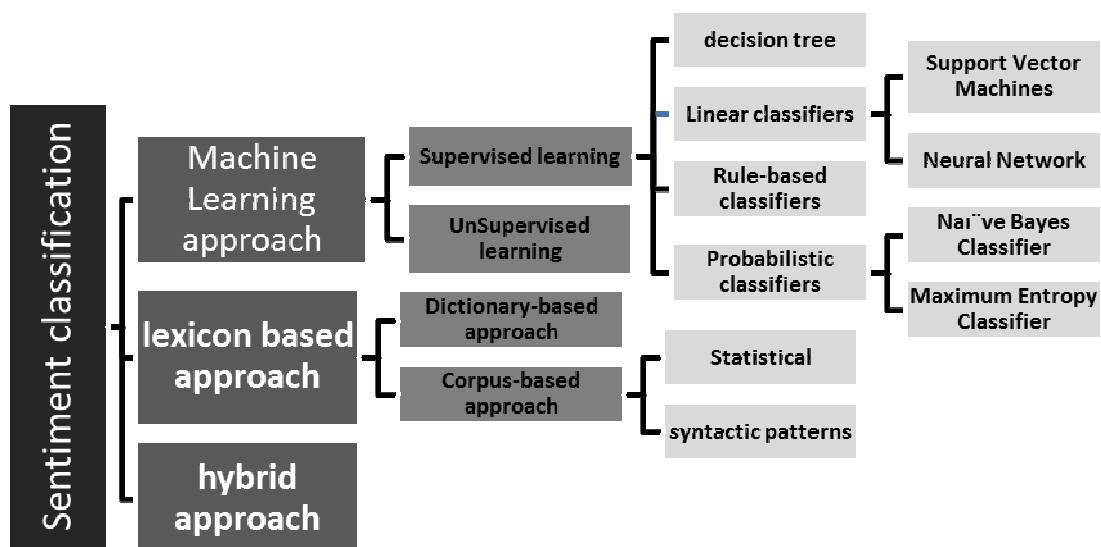 Sentiment classification
Machine
Learning
approach
Supervised learning
UnSupervised
learning
decision tree
Linear classifiers
Rule-based
classifiers
Probabilistic
classifiers
Support Vector
Machines
Neural Network
Nai¨ve Bayes
Classifier
Maximum Entropy
Classifier
lexicon based
approach
Dictionary-based
approach
Corpus-based
approach
Statistical
syntactic patterns
hybrid
approach